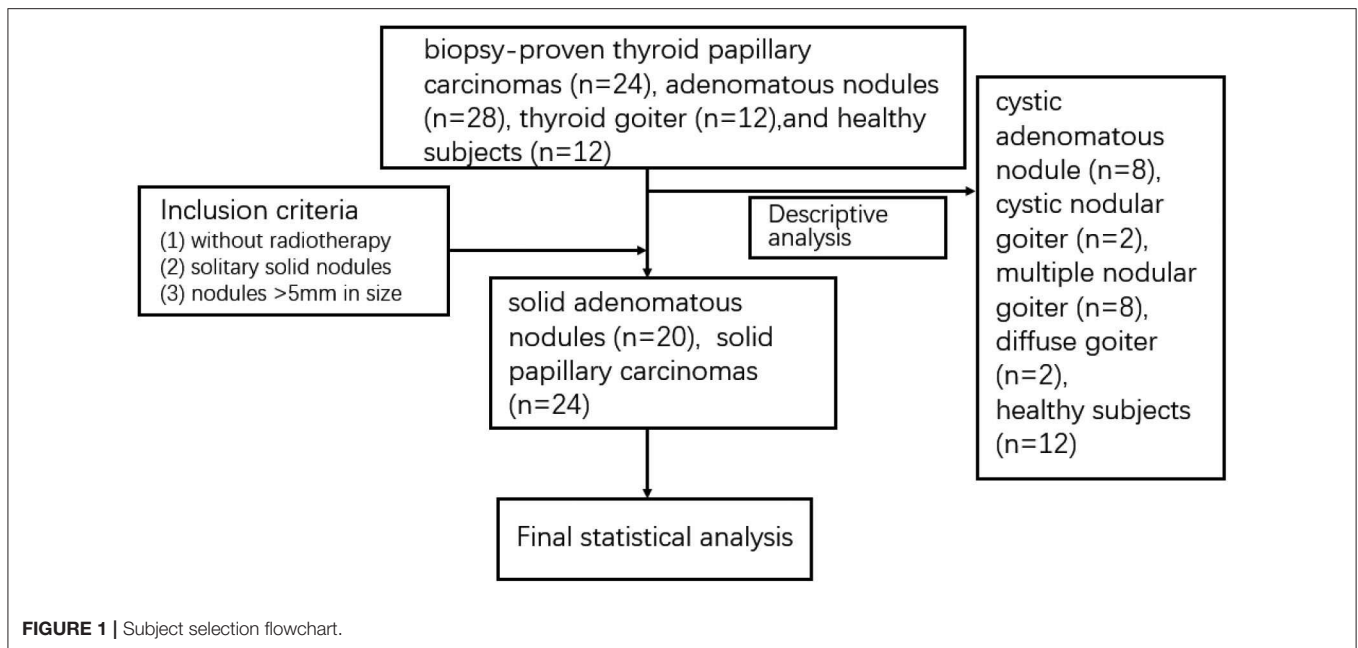 biopsy-proven thyroid papillary
carcinomas (n=24), adenomatous nodules
(n=28), thyroid goiter (n=12),and healthy
subjects (n=12)
Inclusion criteria
(1) without radiotherapy
(2) solitary solid nodules
(3) nodules >5mm in size
Descriptive
analysis
cystic
adenomatous
nodule (n=8),
cystic nodular
goiter (n=2),
multiple nodular
goiter (n=8),
diffuse goiter
(n=2),
healthy subjects
(n=12)
solid adenomatous
nodules (n=20), solid
papillary carcinomas
(n=24)
Final statistical analysis
FIGURE 1 | Subject selection flowchart.